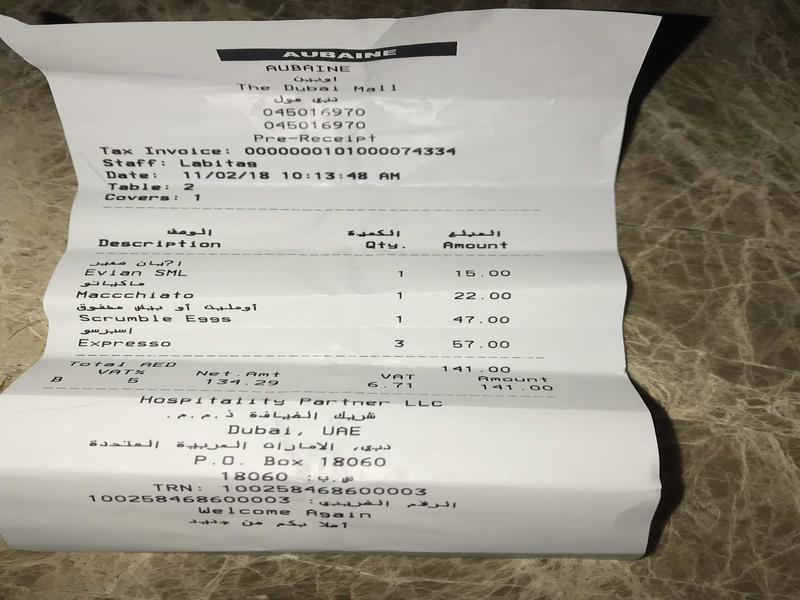 AUBAINE
AUBAINE
اوبين
The Dubai Mall
دبي مول
045016970
045016970
Pre-Receipt
Tax Invoice: 0000000101000074334
Staff: Labitag
Date: 11/02/18 10:13:48 AM
Table: 2
Covers: 1
الوصف الكمية المبلغ
Description Qty. Amount
إيفيان صغير
Evian SML 1 15.00
ماكياتو
Maccchiato 1 22.00
أومليت أو بيض مخفوق
Scrumble Eggs 1 47.00
اسبرسو
Expresso 3 57.00
Total AED 141.00
VAT% Net.Amt VAT Amount
B 5 134.29 6.71 141.00
Hospitality Partner LLC
شريك الضيافة ذ.م.م.
Dubai, UAE
دبي، الامارات العربية المتحدة
P.O. Box 18060
ص.ب: 18060
TRN: 100258468600003
الرقم الضريبي: 100258468600003
Welcome Again
أهلا بكم من جديد